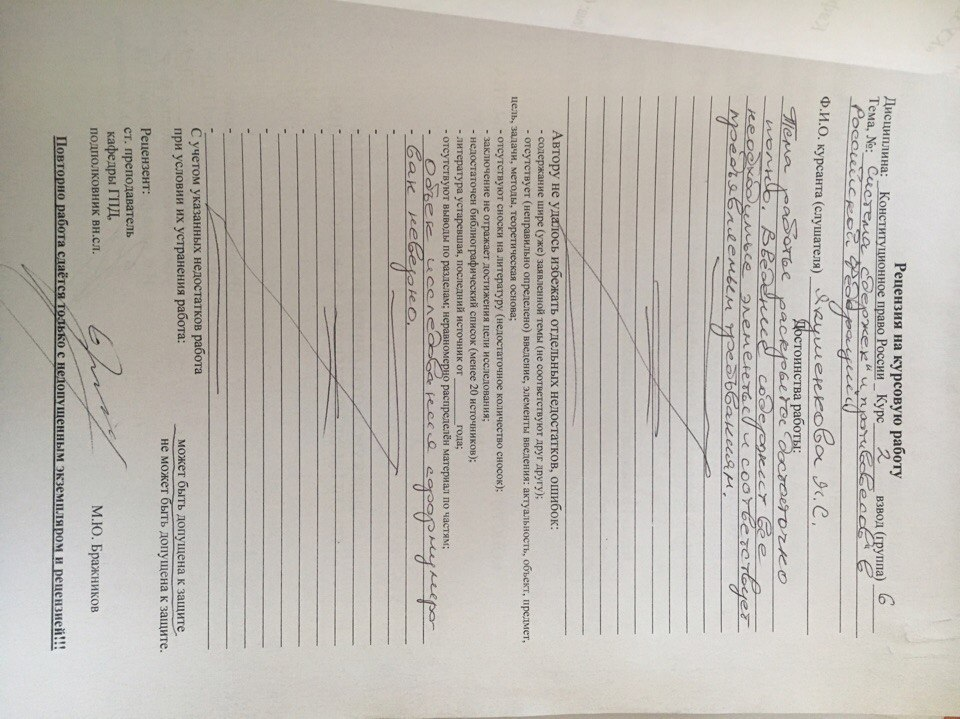 Рецензия на курсовую работу
Дисциплина: Конституционное право России Курс 2 взвод (группа) 6
Тема, №: „Система сдержек и противовесов" в
Российской Федерации
Ф.И.О. курсанта (слушателя) Якушенкова Н.С.
Достоинства работы:
Тема работы раскрыта достаточно
полно. Введение содержит все
необходимые элементы и соответствует
предъявляемым требованиям.
Автору не удалось избежать отдельных недостатков, ошибок:
- содержание шире (уже) заявленной темы (не соответствуют друг другу);
- отсутствует (неправильно определено) введение, элементы введения: актуальность, объект, предмет,
цель, задачи, методы, теоретическая основа;
- отсутствуют сноски на литературу (недостаточное количество сносок);
- заключение не отражает достижения цели исследования;
- недостаточен библиографический список (менее 20 источников);
- литература устаревшая, последний источник от ____ года;
- отсутствуют выводы по разделам; неравномерно распределён материал по частям;
- Объект исследования сформулиро-
- ван неверно.
-
-
-
-
-
-
-
-
С учетом указанных недостатков работа
при условии их устранения работа:
может быть допущена к защите
не может быть допущена к защите.
Рецензент:
ст. преподаватель
кафедры ГПД
подполковник вн.сл.
М.Ю. Бражников
Повторно работа сдаётся только с недопущенным экземпляром и рецензией!!!